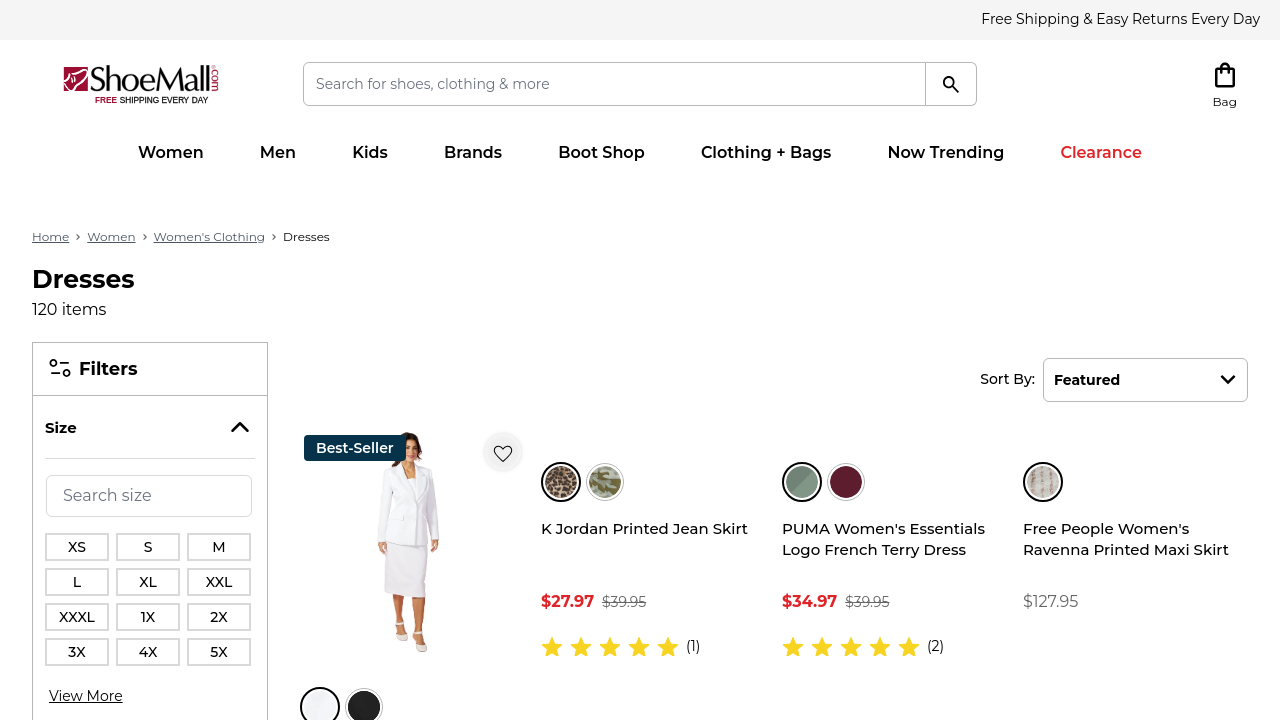 Free Shipping & Easy Returns Every Day
ShoeMall.com
FREE SHIPPING EVERY DAY
Search for shoes, clothing & more
Bag
Women
Men
Kids
Brands
Boot Shop
Clothing + Bags
Now Trending
Clearance
Home > Women > Women's Clothing > Dresses
Dresses
120 items
Filters
Sort By: Featured
Size
Search size
XS S M
L XL XXL
XXXL 1X 2X
3X 4X 5X
View More
Best-Seller
K Jordan Printed Jean Skirt
$27.97 $39.95
(1)
PUMA Women's Essentials
Logo French Terry Dress
$34.97 $39.95
(2)
Free People Women's
Ravenna Printed Maxi Skirt
$127.95